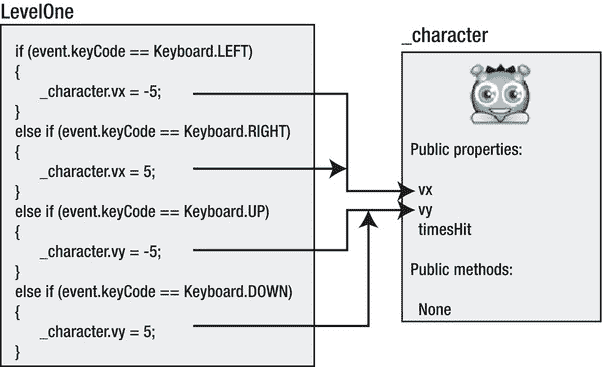 LevelOne
if (event.keyCode == Keyboard.LEFT)
{
_character.vx = -5;
}
else if (event.keyCode == Keyboard.RIGHT)
{
_character.vx = 5;
}
else if (event.keyCode == Keyboard.UP)
{
_character.vy = -5;
}
else if (event.keyCode == Keyboard.DOWN)
{
_character.vy = 5;
}
_character
Public properties:
vx
vy
timesHit
Public methods:
None